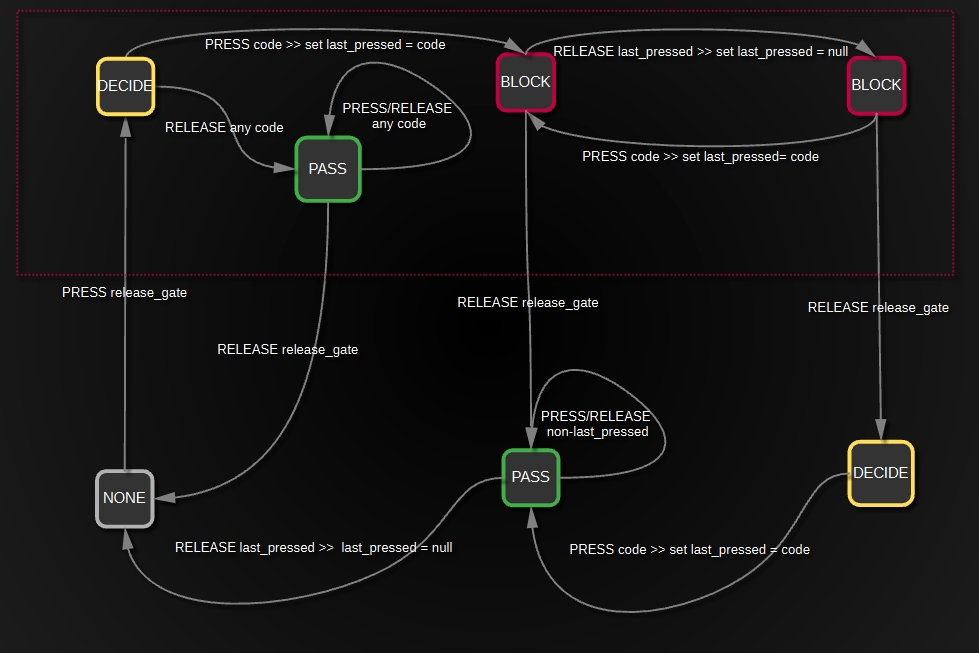 PRESS code >> set last_pressed = code
RELEASE last_pressed >> set last_pressed = null
DECIDE
BLOCK
BLOCK
PRESS/RELEASE
any code
RELEASE any code
PRESS code >> set last_pressed= code
PASS
PRESS release_gate
RELEASE release_gate
RELEASE release_gate
RELEASE release_gate
PRESS/RELEASE
non-last_pressed
PASS
DECIDE
NONE
RELEASE last_pressed >>  last_pressed = null
PRESS code >> set last_pressed = code